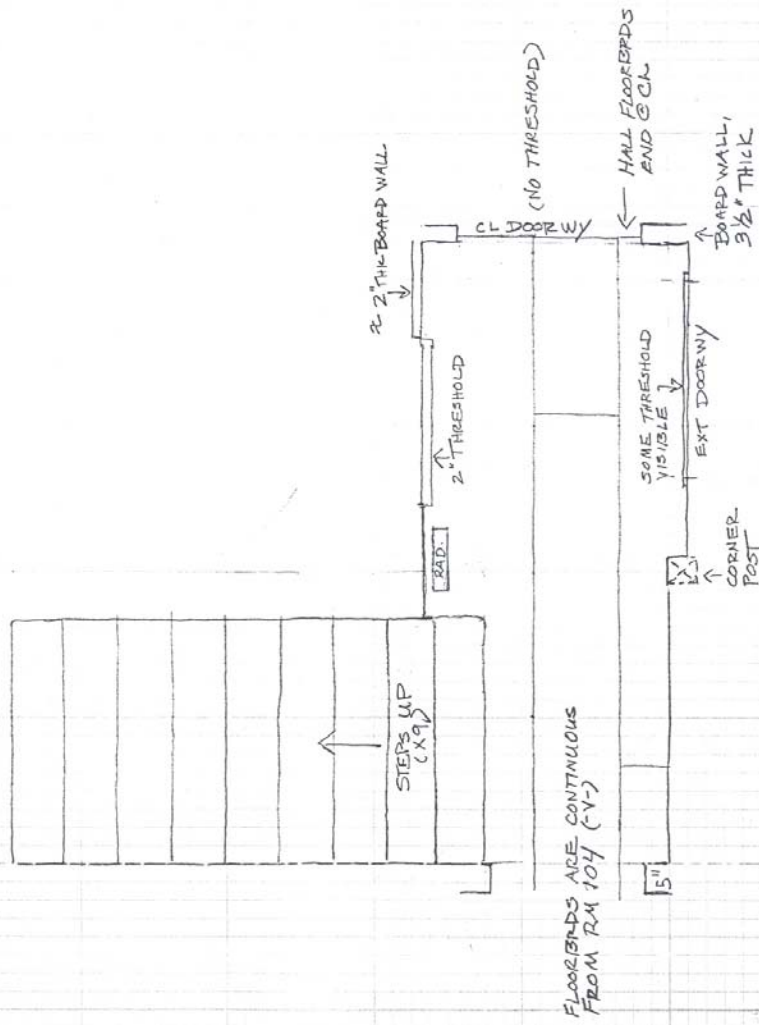 ≈ 2" THK BOARD WALL
(NO THRESHOLD)
HALL FLOORBRDS
END @ CL
CL DOORWY
2" THRESHOLD
RAD.
STEPS UP
(X9)
SOME THRESHOLD
VISIBLE
EXT DOORWY
BOARD WALL,
3½" THICK
CORNER
POST
FLOORBRDS ARE CONTINUOUS
FROM RM 104 (-V-)
5"